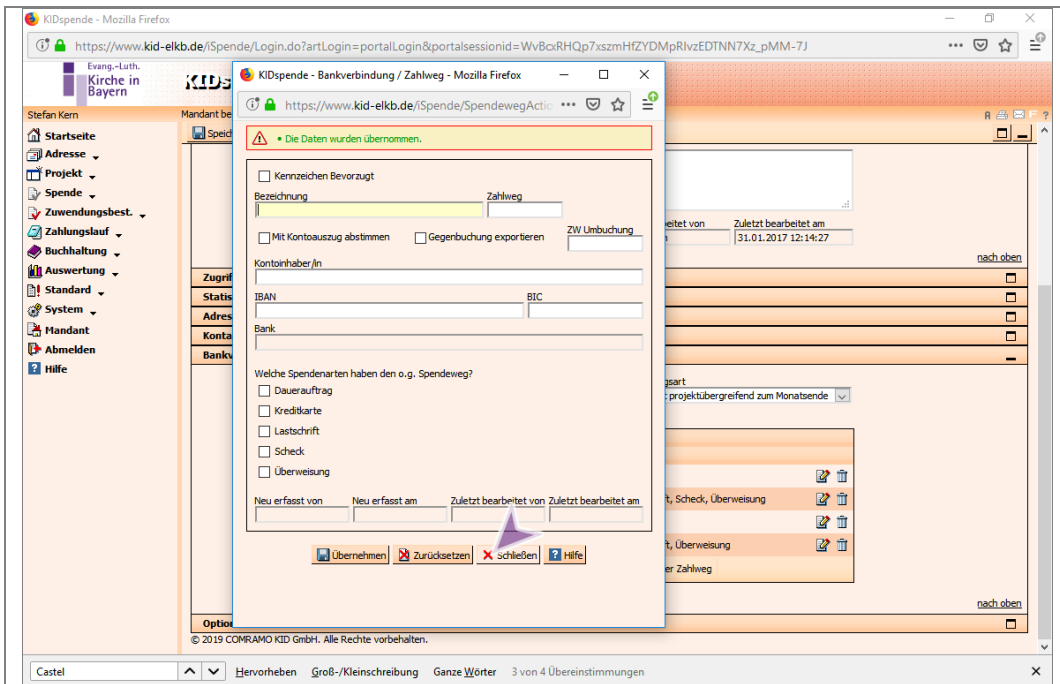 KIDspende - Mozilla Firefox
https://www.kid-elkb.de/iSpende/Login.do?artLogin=portalLogin&portalsessionid=WvBcxRHQp7xszmHfZYDMpRIvzEDTNN7Xz_pMM-7J
Evang.-Luth.
Kirche in
Bayern
KIDs
Stefan Kern
Mandant be
Startseite
Adresse
Projekt
Spende
Zuwendungsbest.
Zahlungslauf
Buchhaltung
Auswertung
Standard
System
Mandant
Abmelden
Hilfe
Speich
KIDspende - Bankverbindung / Zahlweg - Mozilla Firefox
https://www.kid-elkb.de/iSpende/SpendewegActio
• Die Daten wurden übernommen.
Kennzeichen Bevorzugt
Bezeichnung Zahlweg
Mit Kontoauszug abstimmen Gegenbuchung exportieren ZW Umbuchung
Kontoinhaber/in
IBAN BIC
Bank
Welche Spendenarten haben den o.g. Spendeweg?
Dauerauftrag
Kreditkarte
Lastschrift
Scheck
Überweisung
Neu erfasst von Neu erfasst am Zuletzt bearbeitet von Zuletzt bearbeitet am
Übernehmen Zurücksetzen Schließen Hilfe
R F ?
eitet von Zuletzt bearbeitet am
31.01.2017 12:14:27
nach oben
Zugrif
Statis
Adres
Konta
Bankv
gsart
t projektübergreifend zum Monatsende
t, Scheck, Überweisung
t, Überweisung
er Zahlweg
nach oben
Option
© 2019 COMRAMO KID GmbH. Alle Rechte vorbehalten.
Castel Hervorheben Groß-/Kleinschreibung Ganze Wörter 3 von 4 Übereinstimmungen